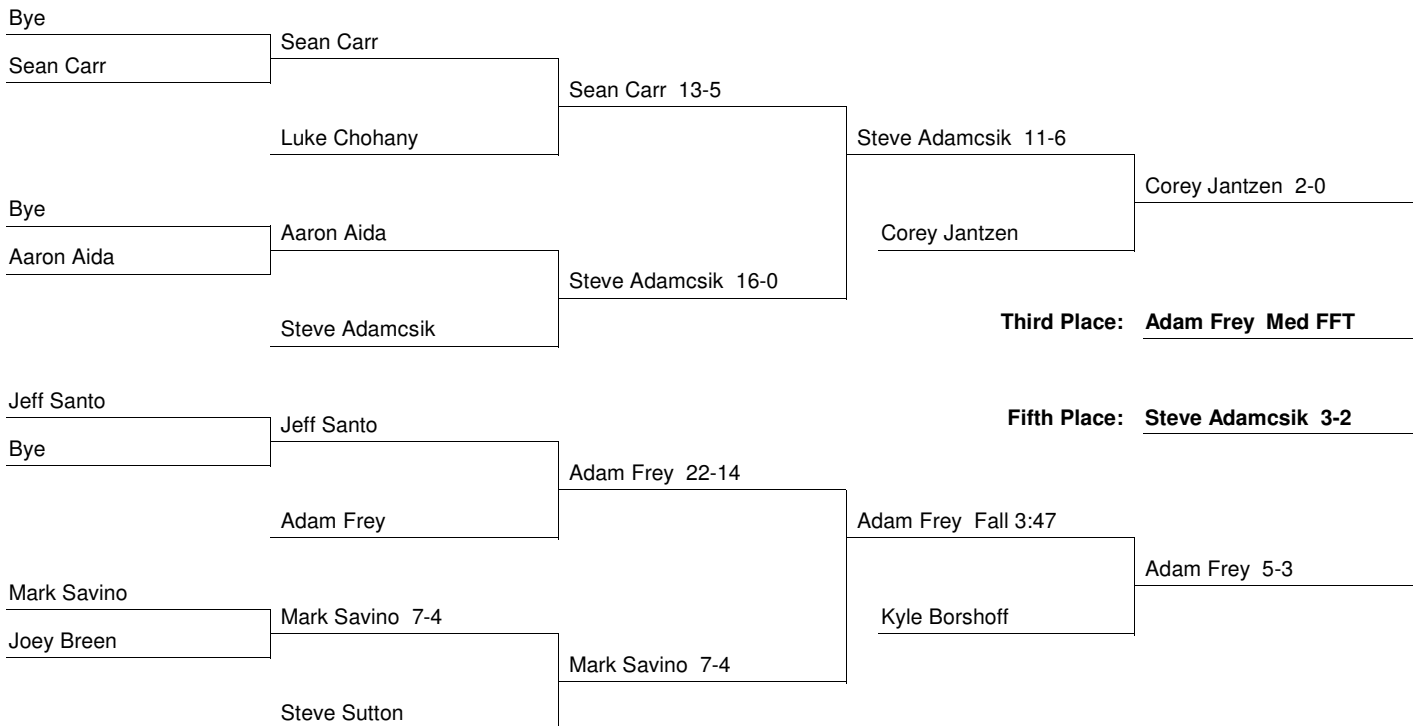 Bye
Sean Carr
Sean Carr
Sean Carr 13-5
Luke Chohany
Steve Adamcsik 11-6
Corey Jantzen 2-0
Bye
Aaron Aida
Corey Jantzen
Aaron Aida
Steve Adamcsik 16-0
Steve Adamcsik
Third Place: Adam Frey Med FFT
Jeff Santo
Jeff Santo
Fifth Place: Steve Adamcsik 3-2
Bye
Adam Frey 22-14
Adam Frey
Adam Frey Fall 3:47
Adam Frey 5-3
Mark Savino
Mark Savino 7-4
Kyle Borshoff
Joey Breen
Mark Savino 7-4
Steve Sutton